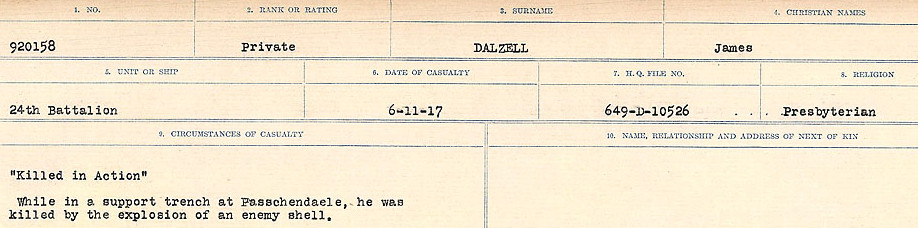 1. NO. 2. RANK OR RATING 3. SURNAME 4. CHRISTIAN NAMES
920158 Private DALZELL James
5. UNIT OR SHIP 6. DATE OF CASUALTY 7. H.Q. FILE NO. 8. RELIGION
24th Battalion 6-11-17 649-D-10526 . . . Presbyterian
9. CIRCUMSTANCES OF CASUALTY 10. NAME, RELATIONSHIP AND ADDRESS OF NEXT OF KIN
"Killed in Action"
While in a support trench at Passchendaele, he was
killed by the explosion of an enemy shell.